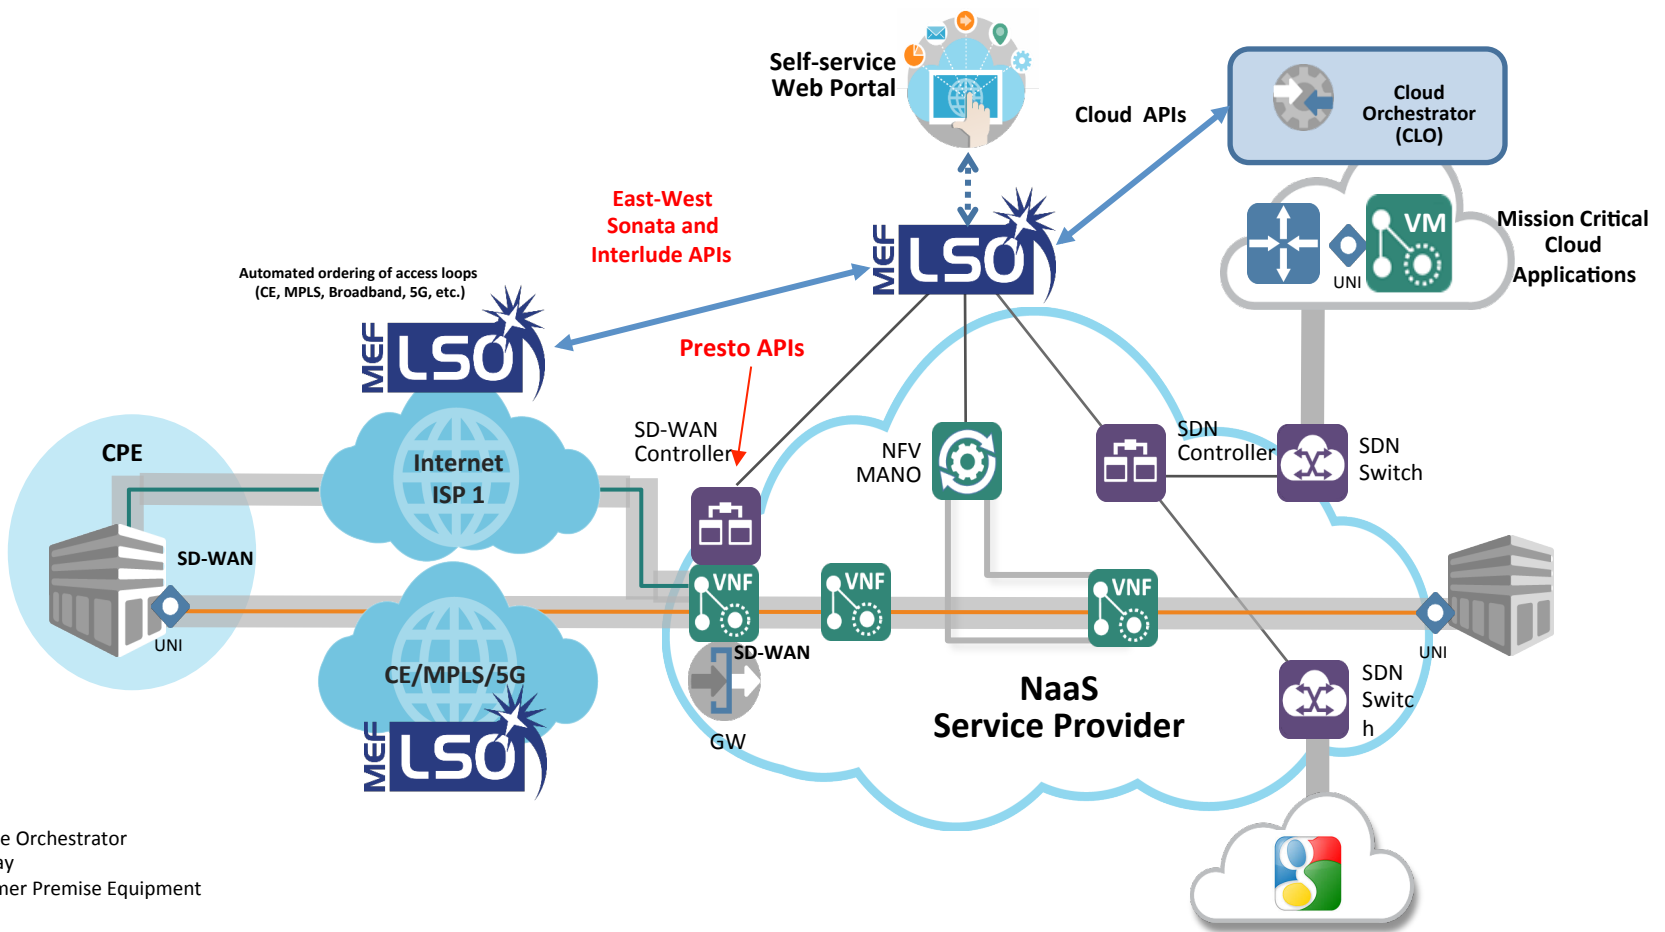 Self-service
Web Portal
Cloud APIs
Cloud
Orchestrator
(CLO)
East-West
Sonata and
Interlude APIs
MEF
LSO
VM
UNI
Mission Critical
Cloud
Applications
Automated ordering of access loops
(CE, MPLS, Broadband, 5G, etc.)
MEF
LSO
Presto APIs
CPE
Internet
ISP 1
SD-WAN
Controller
NFV
MANO
SDN
Controller
SDN
Switch
SD-WAN
UNI
VNF
VNF
VNF
UNI
CE/MPLS/5G
SD-WAN
GW
NaaS
Service Provider
SDN
Switc
h
MEF
LSO
e Orchestrator
ay
mer Premise Equipment
g